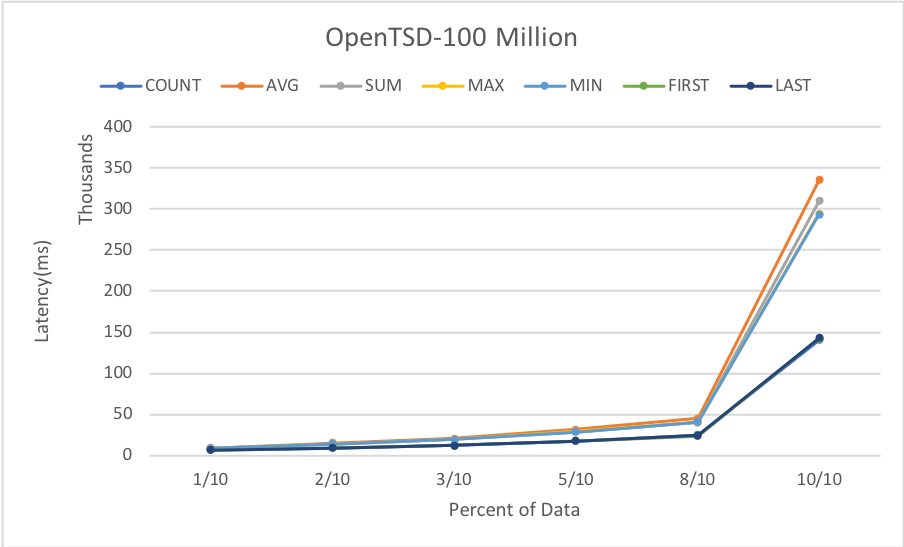 OpenTSD-100 Million
COUNT AVG SUM MAX MIN FIRST LAST
Thousands
Latency(ms)
400
350
300
250
200
150
100
50
0
1/10 2/10 3/10 5/10 8/10 10/10
Percent of Data